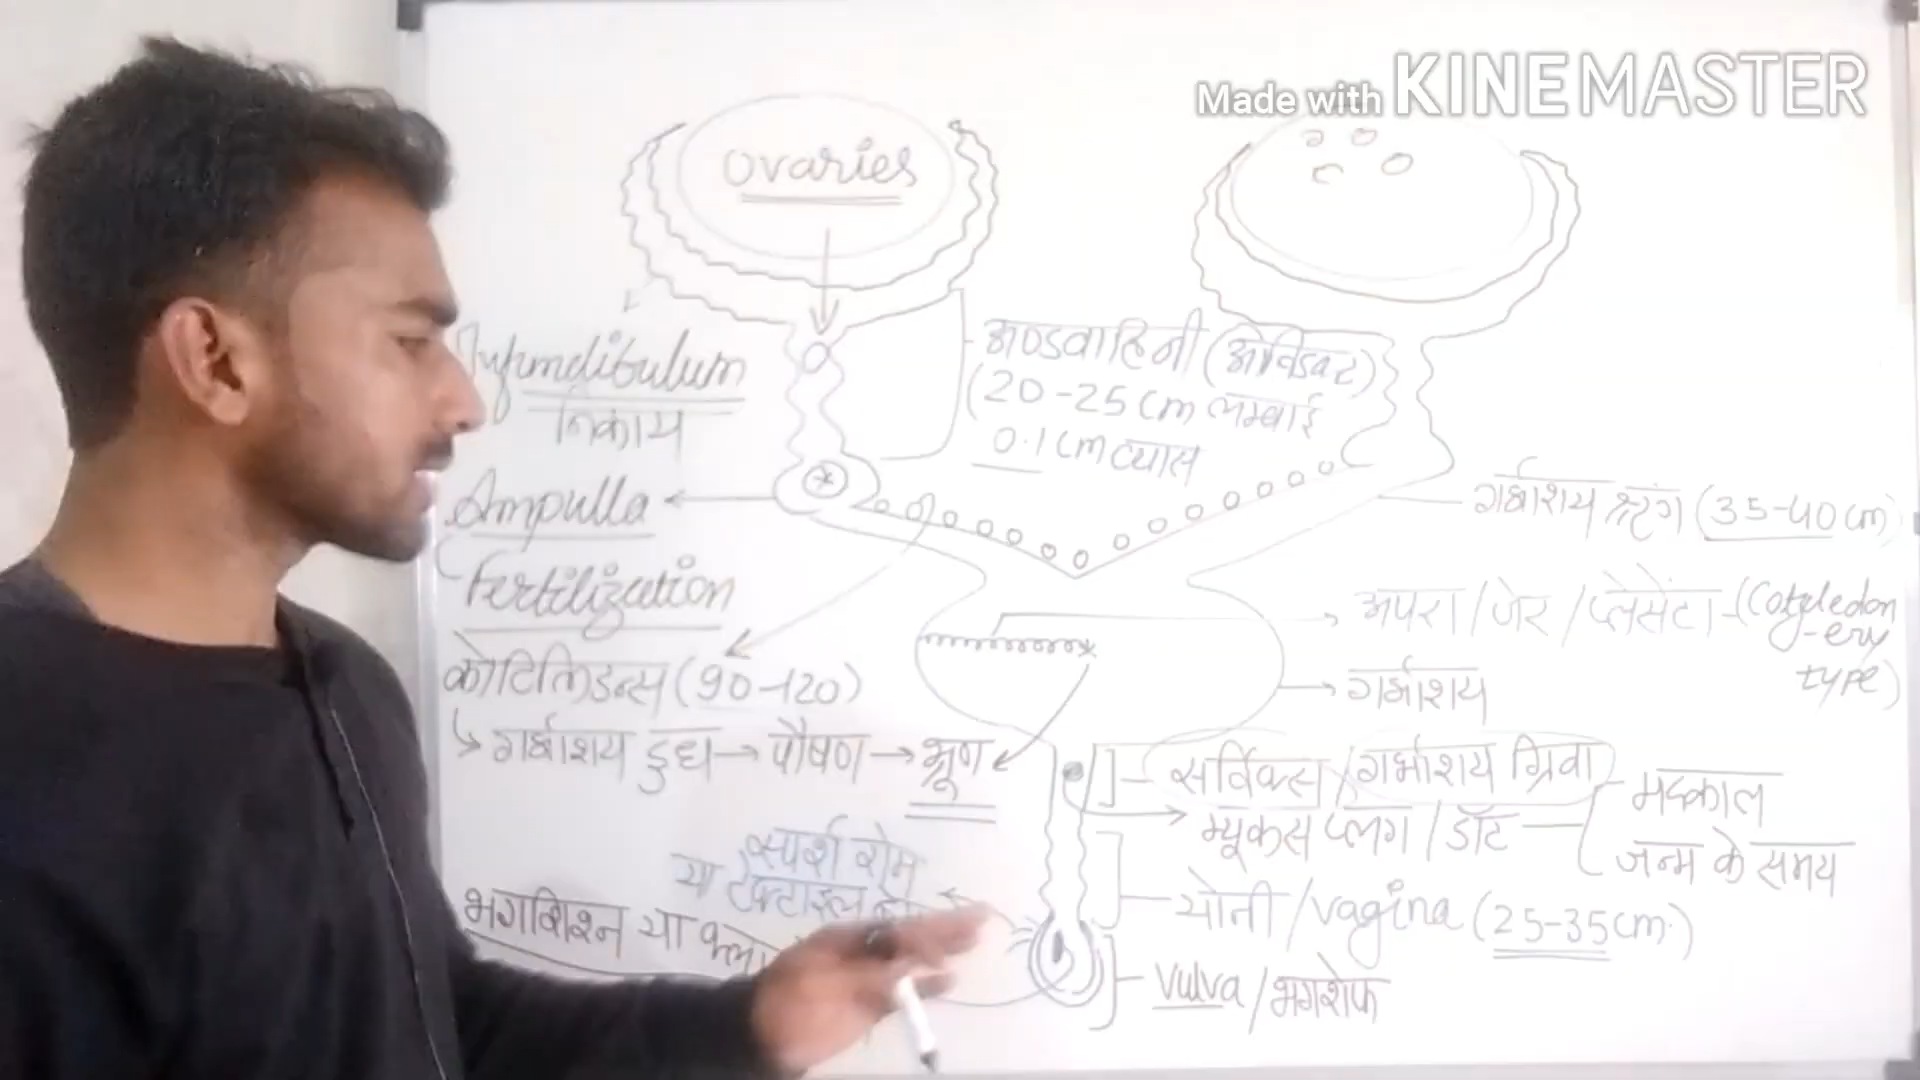 Made with KINEMASTER
ovaries
Infundibulum
निकाय
अण्डवाहिनी (ओविडक्ट)
(20-25 cm लम्बाई
0.1 cm व्यास
Ampulla
Fertilization
कोटिलिडन्स (90-120)
गर्भाशय दुध → पौषण → भ्रूण
गर्भाशय श्रृंग (35-40 cm)
अपरा / जेर / प्लेसेंटा - (Cotyledon
-ery
type)
गर्भाशय
सर्विक्स / गर्भाशय ग्रिवा
म्यूकस प्लग / डॉट
मदकाल
जन्म के समय
योनी / vagina (25-35 cm.)
vulva / भगशेफ
स्पर्श रोम
या टेक्टाइल
भगशिश्न या